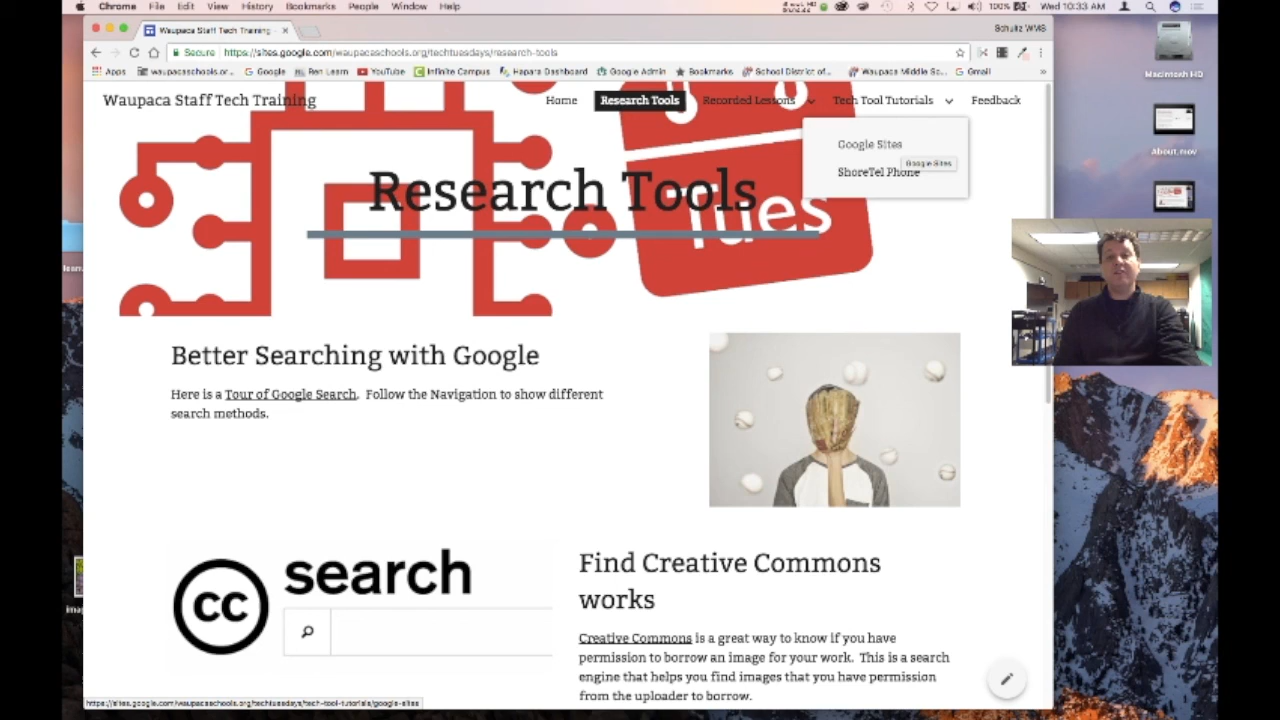 Chrome File Edit View History Bookmarks People Window Help 100% Wed 10:33 AM
Waupaca Staff Tech Training - Schultz WMS
Secure https://sites.google.com/waupacaschools.org/techtuesdays/research-tools
Apps waupacaschools.or... Google Ren Learn YouTube Infinite Campus Hapara Dashboard Google Admin Bookmarks School District of... Waupaca Middle Sc... Gmail »
Macintosh HD
Waupaca Staff Tech Training Home Research Tools Recorded Lessons Tech Tool Tutorials Feedback
Google Sites
Google Sites
ShoreTel Phone
About.mov
Research Tools
Tues
Better Searching with Google
Here is a Tour of Google Search. Follow the Navigation to show different
search methods.
cc search
Find Creative Commons
works
Creative Commons is a great way to know if you have
permission to borrow an image for your work. This is a search
engine that helps you find images that you have permission
from the uploader to borrow.
https://sites.google.com/waupacaschools.org/techtuesdays/tech-tool-tutorials/google-sites